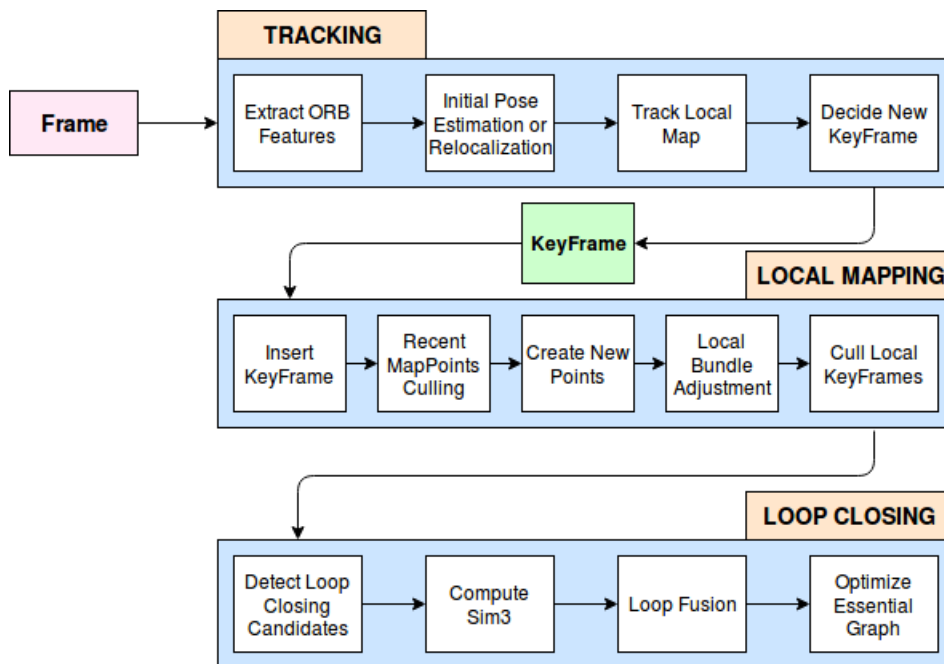 TRACKING
Frame
Extract ORB
Features
Initial Pose
Estimation or
Relocalization
Track Local
Map
Decide New
KeyFrame
KeyFrame
LOCAL MAPPING
Insert
KeyFrame
Recent
MapPoints
Culling
Create New
Points
Local
Bundle
Adjustment
Cull Local
KeyFrames
LOOP CLOSING
Detect Loop
Closing
Candidates
Compute
Sim3
Loop Fusion
Optimize
Essential
Graph